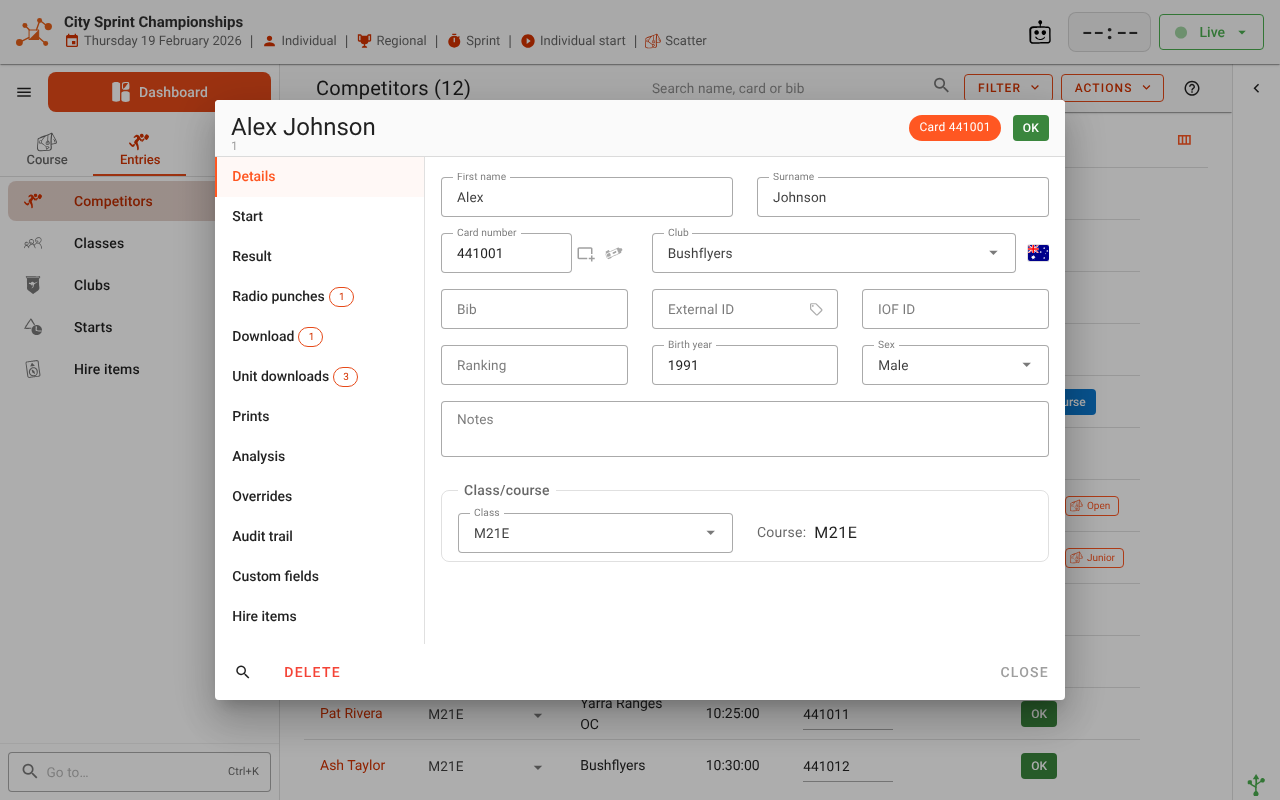 City Sprint Championships
Thursday 19 February 2026 | Individual | Regional | Sprint | Individual start | Scatter
--:--
Live
Dashboard
Competitors (12)
Search name, card or bib
FILTER
ACTIONS
Course
Entries
Competitors
Classes
Clubs
Starts
Hire items
Alex Johnson
1
Card 441001
OK
Details
Start
Result
Radio punches 1
Download 1
Unit downloads 3
Prints
Analysis
Overrides
Audit trail
Custom fields
Hire items
First name
Alex
Surname
Johnson
Card number
441001
Club
Bushflyers
Bib
External ID
IOF ID
Ranking
Birth year
1991
Sex
Male
Notes
Class/course
Class
M21E
Course: M21E
DELETE
CLOSE
Open
Junior
Pat Rivera
M21E
Yarra Ranges
OC
10:25:00
441011
OK
Ash Taylor
M21E
Bushflyers
10:30:00
441012
OK
Go to…
Ctrl+K